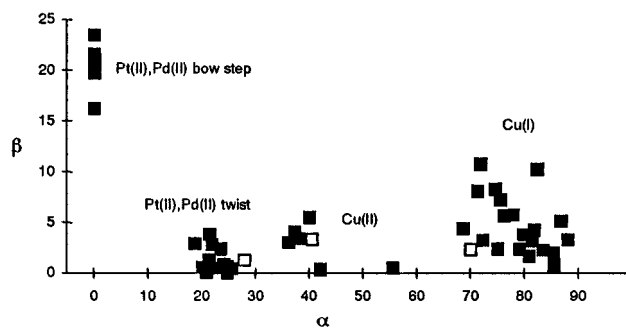 25
Pt(II),Pd(II) bow step
20
15
β
Cu(I)
10
Pt(II),Pd(II) twist
Cu(II)
5
0
0 10 20 30 40 50 60 70 80 90
α